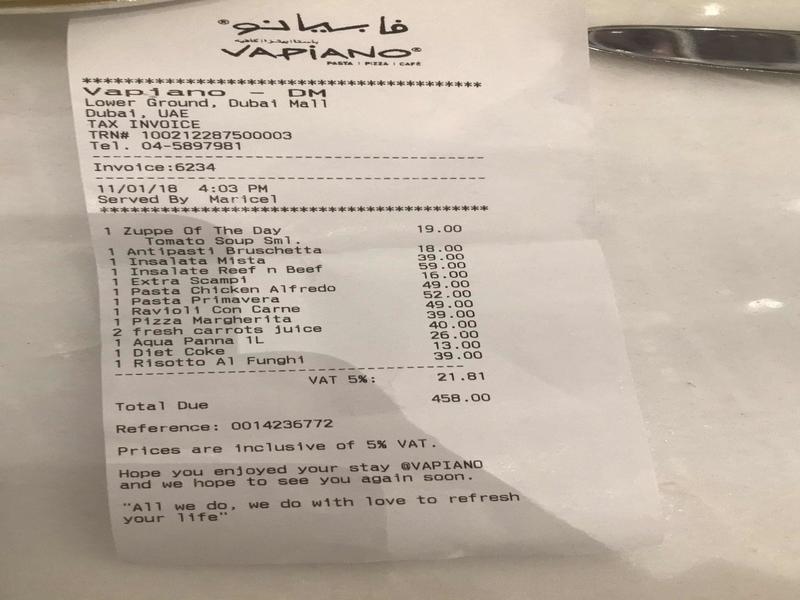 فابيانو®
باستا | بيتزا | كافيه
VAPIANO®
PASTA | PIZZA | CAFÉ
************************************************
Vapiano - DM
Lower Ground, Dubai Mall
Dubai, UAE
TAX INVOICE
TRN# 100212287500003
Tel. 04-5897981
------------------------------------------------
Invoice:6234
------------------------------------------------
11/01/18 4:03 PM
Served By Maricel
************************************************
1 Zuppe Of The Day 19.00
Tomato Soup Sml.
1 Antipasti Bruschetta 18.00
1 Insalata Mista 39.00
1 Insalate Reef n Beef 59.00
1 Extra Scampi 16.00
1 Pasta Chicken Alfredo 49.00
1 Pasta Primavera 52.00
1 Ravioli Con Carne 49.00
1 Pizza Margherita 39.00
2 fresh carrots juice 40.00
1 Aqua Panna 1L 26.00
1 Diet Coke 13.00
1 Risotto Al Funghi 39.00
------------------------------------------------
VAT 5%: 21.81
Total Due 458.00
Reference: 0014236772
Prices are inclusive of 5% VAT.
Hope you enjoyed your stay @VAPIANO
and we hope to see you again soon.
"All we do, we do with love to refresh
your life"